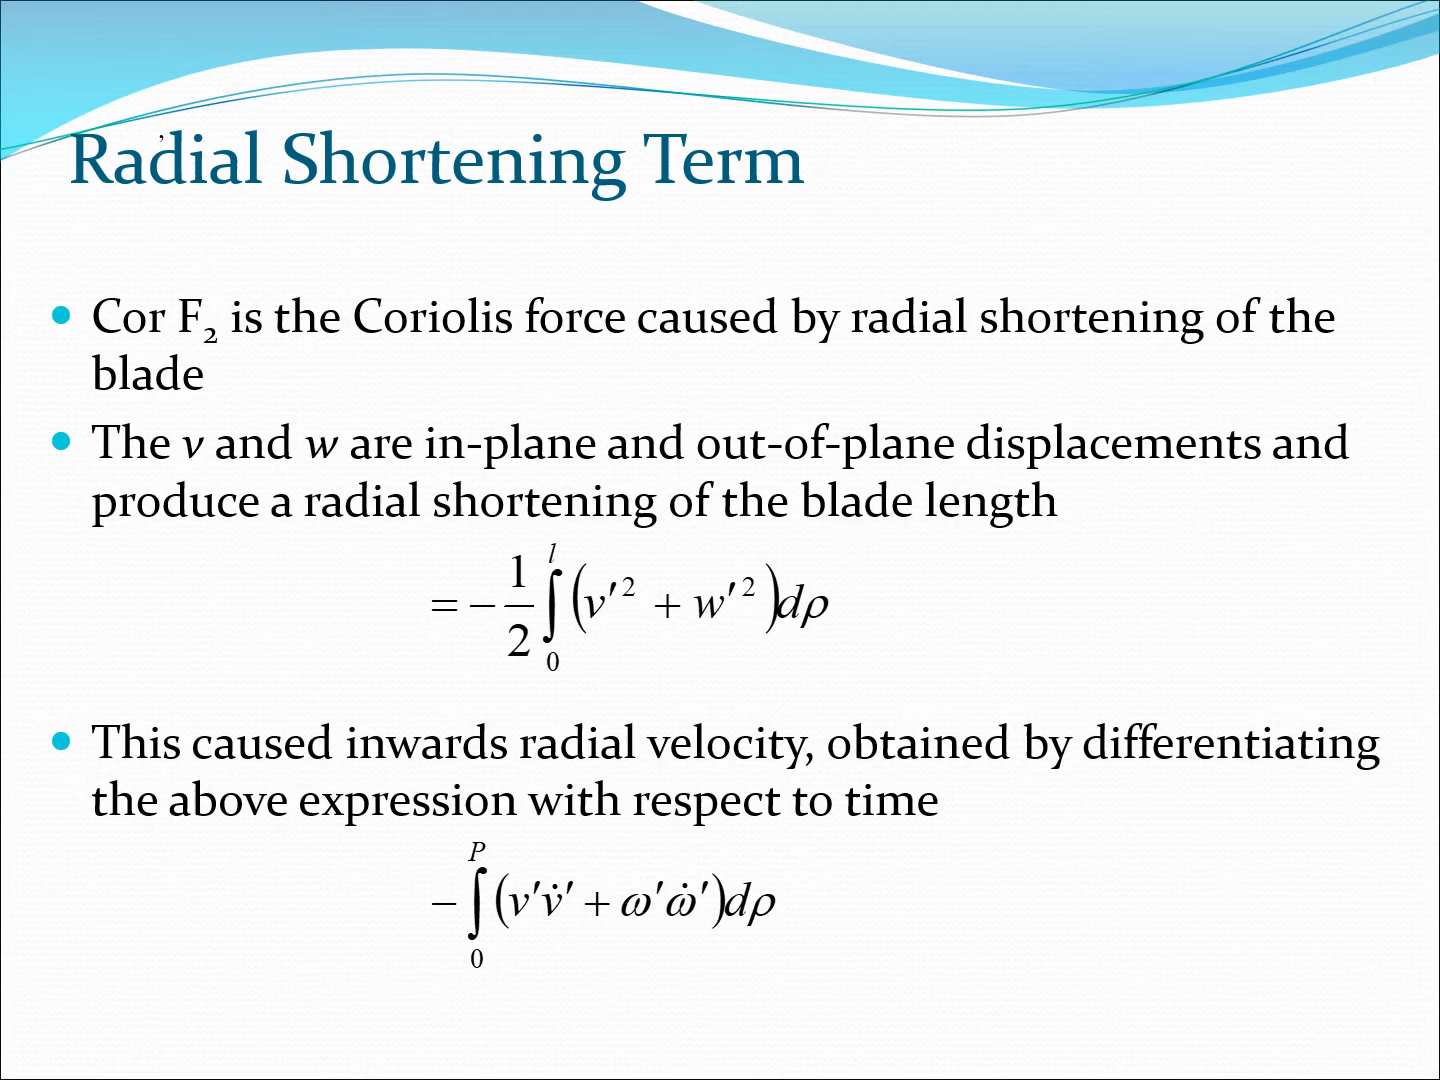 Radial Shortening Term
,
• Cor F₂ is the Coriolis force caused by radial shortening of the
blade
• The v and w are in-plane and out-of-plane displacements and
produce a radial shortening of the blade length
= −1/2 ∫₀ˡ (v′² + w′²)dρ
• This caused inwards radial velocity, obtained by differentiating
the above expression with respect to time
− ∫₀ᴾ (v′v̇′ + ω′ω̇′)dρ